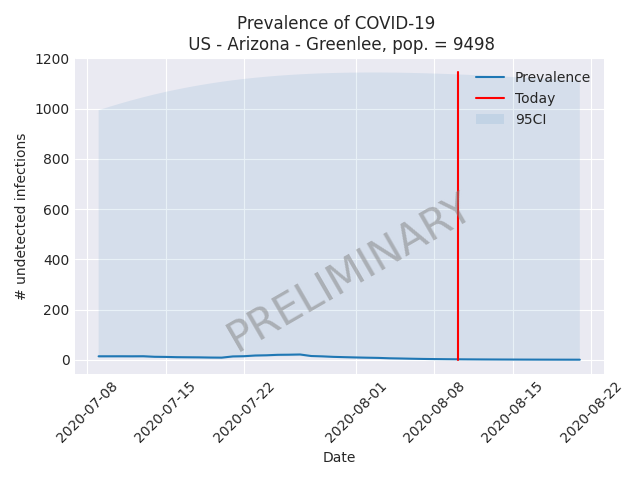 Prevalence of COVID-19
US - Arizona - Greenlee, pop. = 9498
# undetected infections
1200
1000
800
600
400
200
0
Prevalence
Today
95CI
PRELIMINARY
2020-07-08
2020-07-15
2020-07-22
2020-08-01
2020-08-08
2020-08-15
2020-08-22
Date